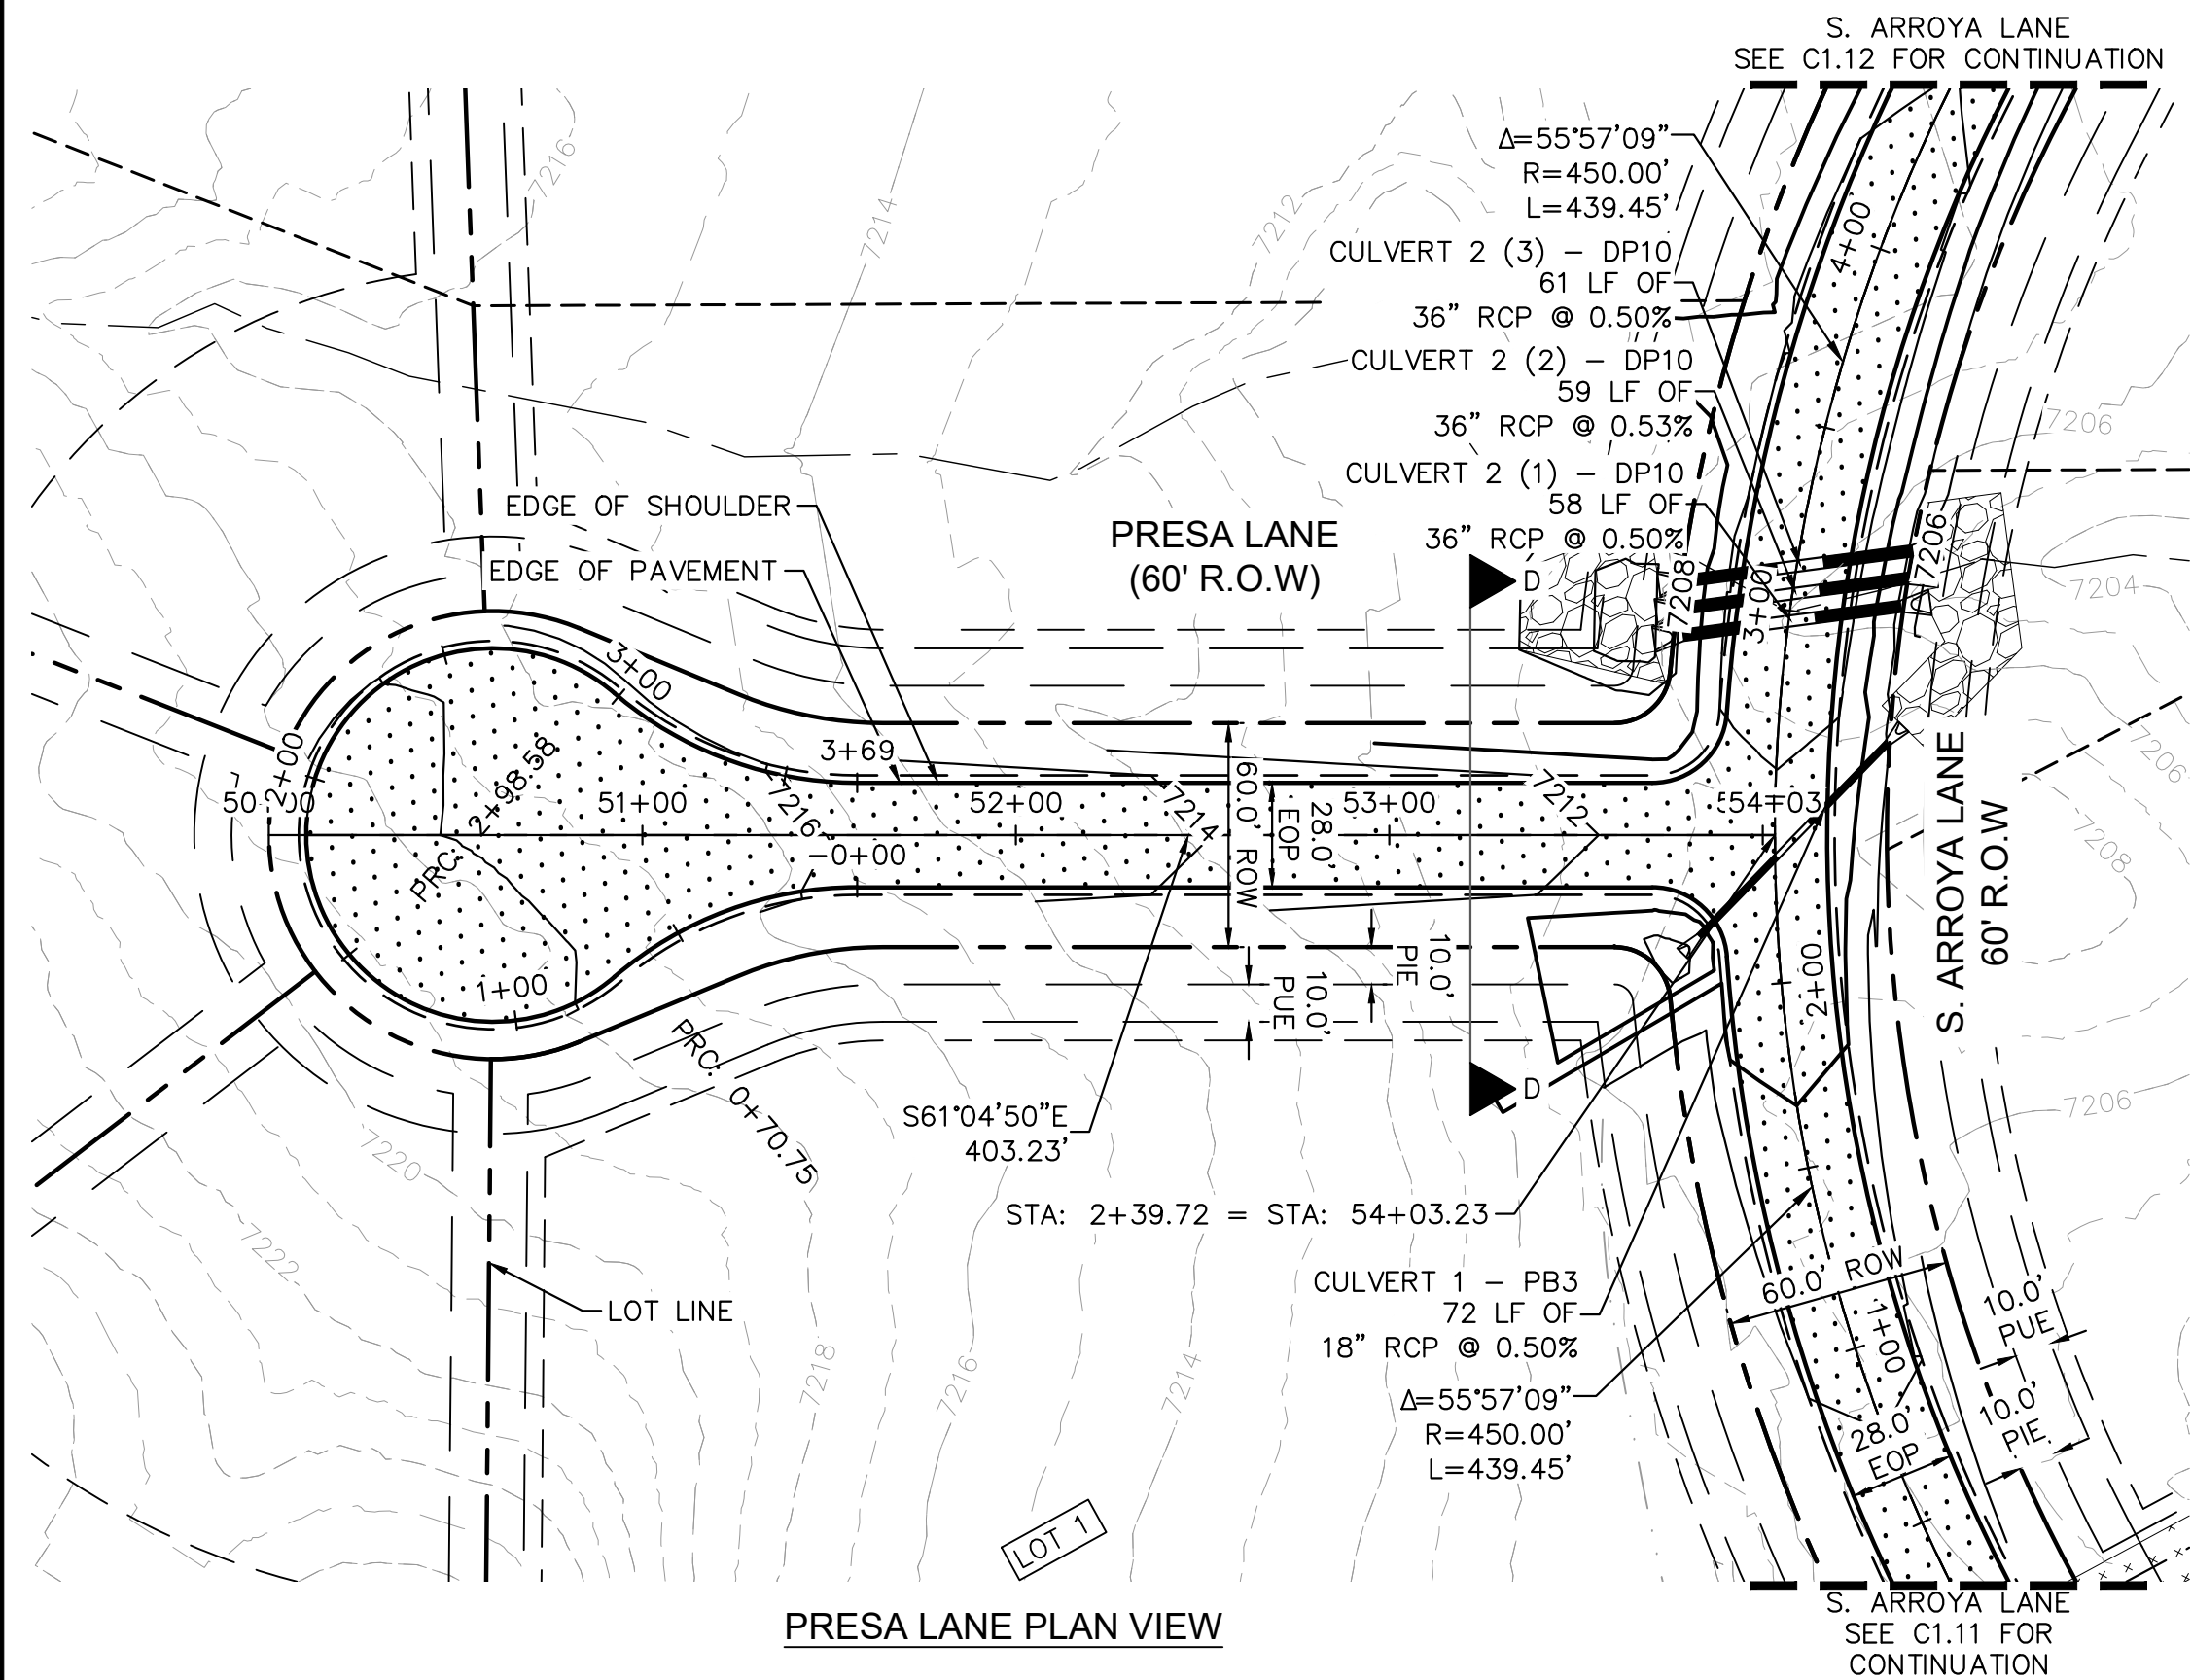 S. ARROYA LANE
SEE C1.12 FOR CONTINUATION
Δ=55°57'09"
R=450.00'
L=439.45'
CULVERT 2 (3) – DP10
61 LF OF
36" RCP @ 0.50%
CULVERT 2 (2) – DP10
59 LF OF
36" RCP @ 0.53%
CULVERT 2 (1) – DP10
58 LF OF
36" RCP @ 0.50%
7216
7214
7212
4+00
7206
7204
7206
7208
3+00
7206
7208
EDGE OF SHOULDER
EDGE OF PAVEMENT
PRESA LANE
(60' R.O.W)
D
3+00
2+00
3+69
PRC: 2+98.58
51+00
52+00
53+00
54+03
7216
7214
7212
-0+00
60.0' ROW
28.0'
EOP
1+00
PRC: 0+70.75
10.0'
PIE
10.0'
PUE
D
S. ARROYA LANE
60' R.O.W
2+00
7206
S61°04'50"E
403.23'
STA: 2+39.72 = STA: 54+03.23
CULVERT 1 – PB3
72 LF OF
18" RCP @ 0.50%
Δ=55°57'09"
R=450.00'
L=439.45'
7220
7222
LOT LINE
7218
7216
7214
60.0' ROW
1+00
10.0'
PUE
10.0'
PIE
28.0'
EOP
LOT 1
PRESA LANE PLAN VIEW
S. ARROYA LANE
SEE C1.11 FOR
CONTINUATION